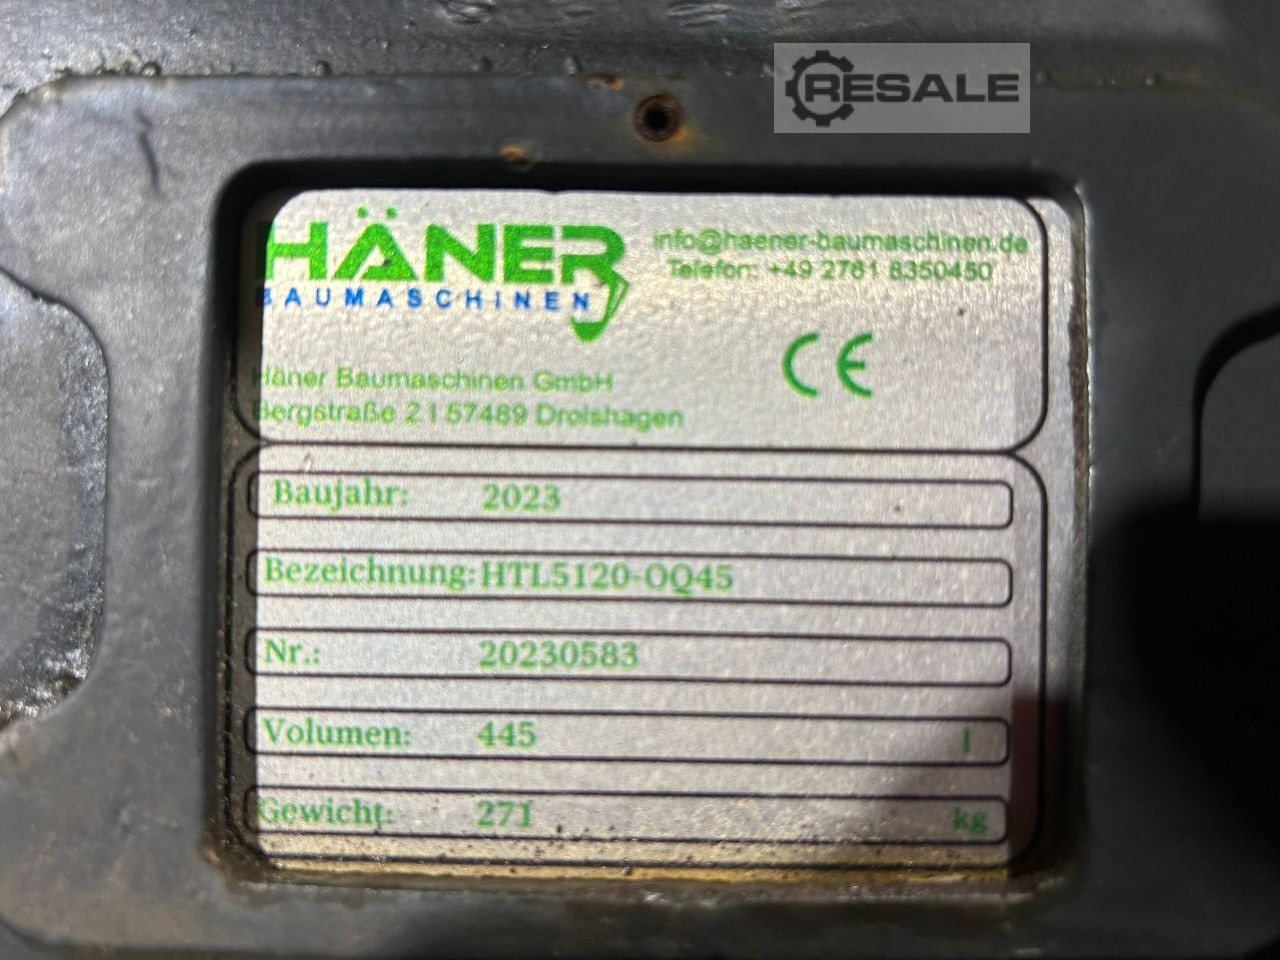 RESALE
HÄNER
BAUMASCHINEN
info@haener-baumaschinen.de
Telefon: +49 2761 8350450
CE
Häner Baumaschinen GmbH
Bergstraße 2 I 57489 Drolshagen
Baujahr: 2023
Bezeichnung: HTL5120-OQ45
Nr.: 20230583
Volumen: 445 l
Gewicht: 271 kg